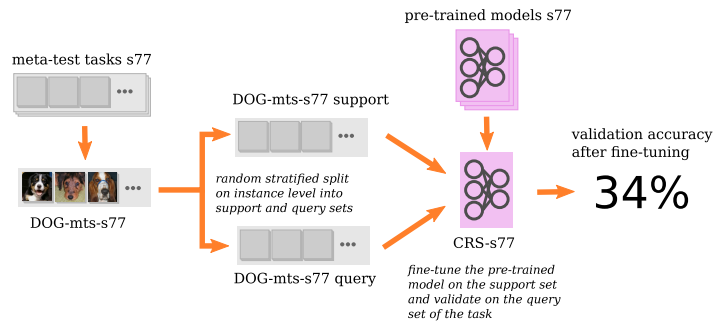 pre-trained models s77
meta-test tasks s77
DOG-mts-s77 support
validation accuracy
after fine-tuning
34%
random stratified split
on instance level into
support and query sets
DOG-mts-s77
CRS-s77
DOG-mts-s77 query
fine-tune the pre-trained
model on the support set
and validate on the query
set of the task